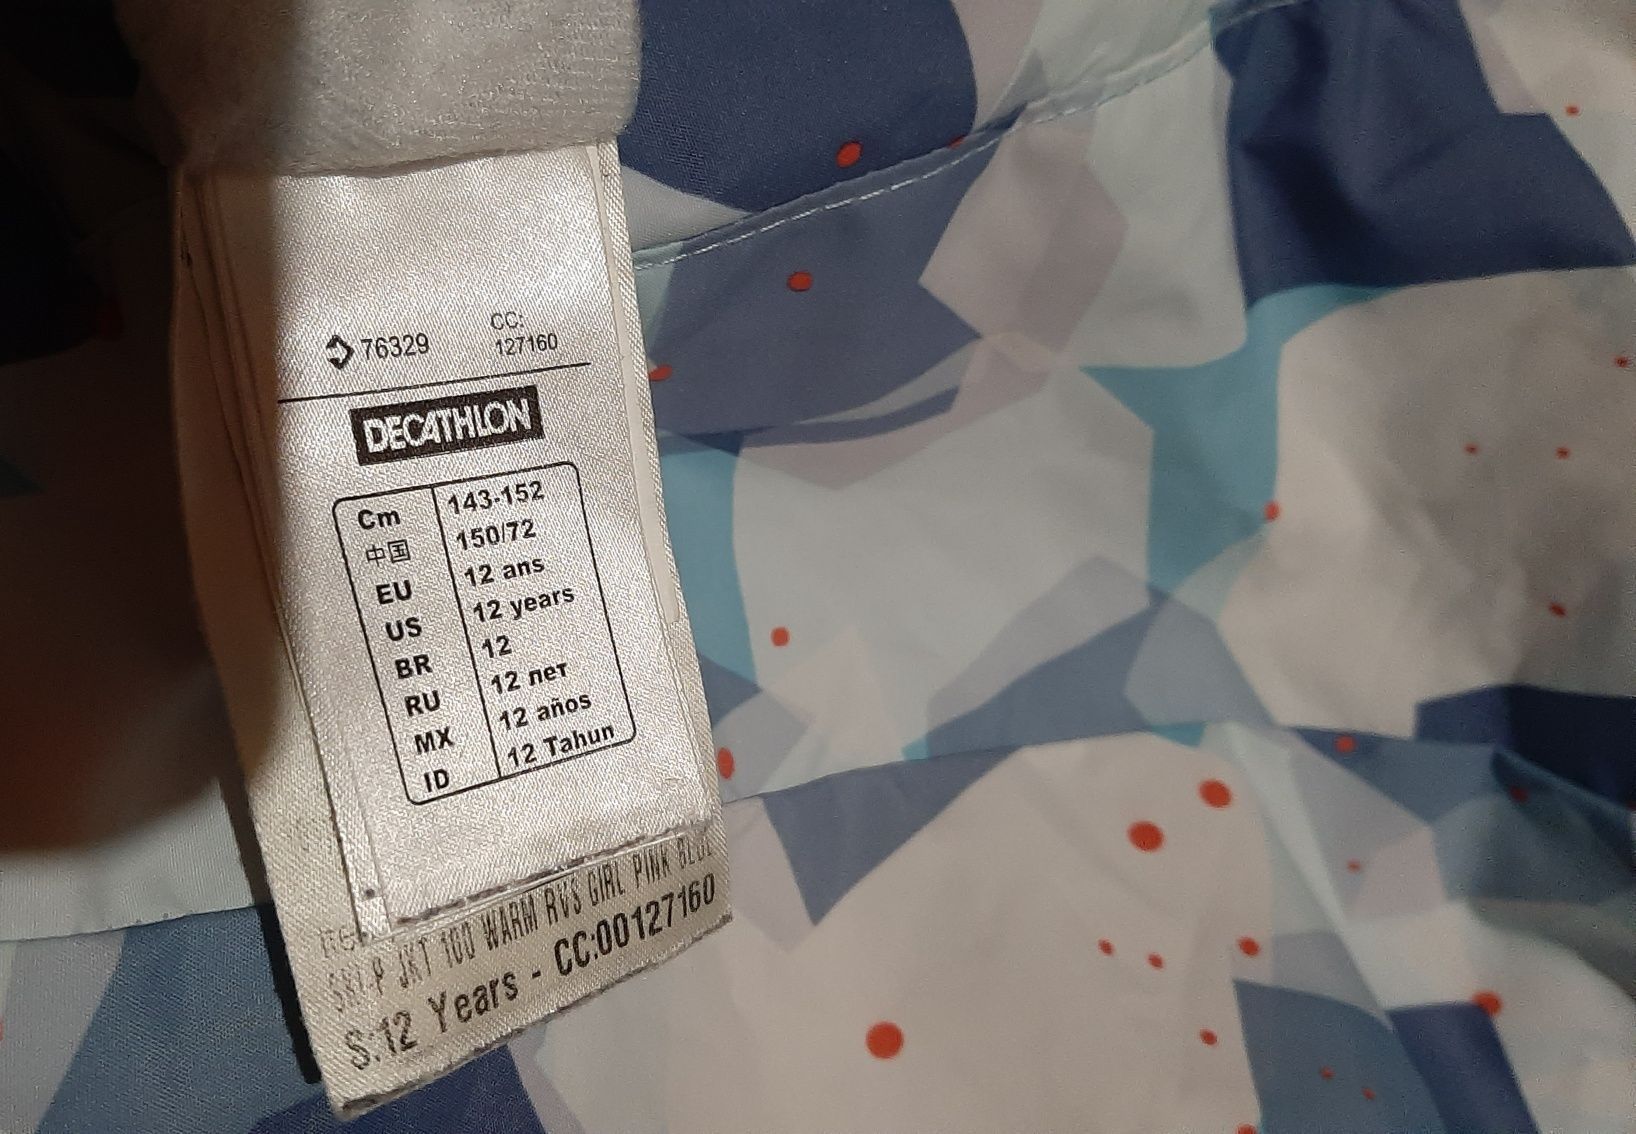 76329
CC:
127160
DECATHLON
Cm 143-152
中国 150/72
EU 12 ans
US 12 years
BR 12
RU 12 лет
MX 12 años
ID 12 Tahun
JKT 100 WARM RVS GIRL PINK BLUE
S:12 Years - CC:00127160